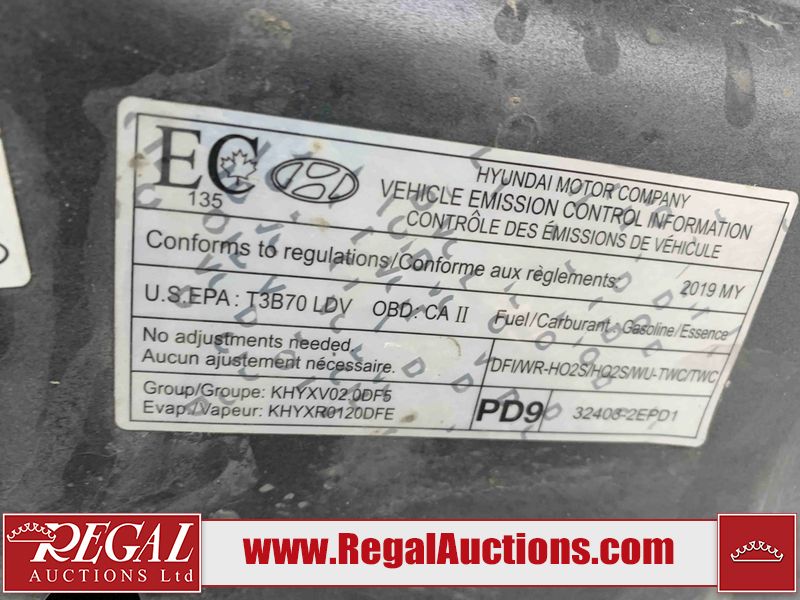 EC
135
HYUNDAI MOTOR COMPANY
VEHICLE EMISSION CONTROL INFORMATION
CONTRÔLE DES ÉMISSIONS DE VÉHICULE
Conforms to regulations/Conforme aux règlements: 2019 MY
U.S.EPA : T3B70 LDV OBD: CA II Fuel/Carburant : Gasoline/Essence
No adjustments needed.
Aucun ajustement nécessaire.
DFI/WR-HO2S/HO2S/WU-TWC/TWC
Group/Groupe: KHYXV02.0DF5
Evap./Vapeur: KHYXR0120DFE
PD9 32408-2EPD1
REGAL
AUCTIONS Ltd
www.RegalAuctions.com